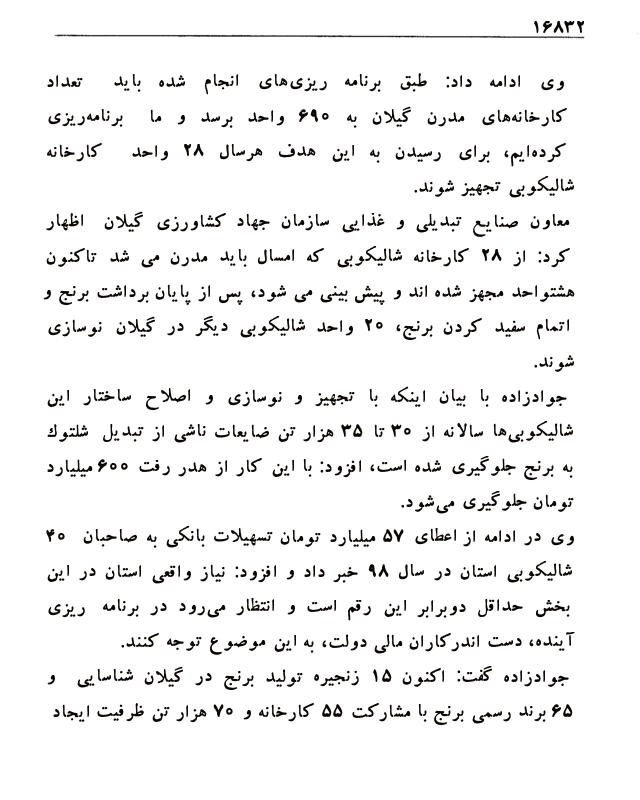 ۱۶۸۳۲
وی ادامه داد: طبق برنامه ریزی‌های انجام شده باید تعداد
کارخانه‌های مدرن گیلان به ۶۹۰ واحد برسد و ما برنامه‌ریزی
کرده‌ایم، برای رسیدن به این هدف هرسال ۲۸ واحد کارخانه
شالیکوبی تجهیز شوند.
معاون صنایع تبدیلی و غذایی سازمان جهاد کشاورزی گیلان اظهار
کرد: از ۲۸ کارخانه شالیکوبی که امسال باید مدرن می شد تاکنون
هشتواحد مجهز شده اند و پیش بینی می شود، پس از پایان برداشت برنج و
اتمام سفید کردن برنج، ۲۰ واحد شالیکوبی دیگر در گیلان نوسازی
شوند.
جوادزاده با بیان اینکه با تجهیز و نوسازی و اصلاح ساختار این
شالیکوبی‌ها سالانه از ۳۰ تا ۳۵ هزار تن ضایعات ناشی از تبدیل شلتوک
به برنج جلوگیری شده است، افزود: با این کار از هدر رفت ۶۰۰ میلیارد
تومان جلوگیری می‌شود.
وی در ادامه از اعطای ۵۷ میلیارد تومان تسهیلات بانکی به صاحبان ۴۰
شالیکوبی استان در سال ۹۸ خبر داد و افزود: نیاز واقعی استان در این
بخش حداقل دوبرابر این رقم است و انتظار می‌رود در برنامه ریزی
آینده، دست اندرکاران مالی دولت، به این موضوع توجه کنند.
جوادزاده گفت: اکنون ۱۵ زنجیره تولید برنج در گیلان شناسایی و
۶۵ برند رسمی برنج با مشارکت ۵۵ کارخانه و ۷۰ هزار تن ظرفیت ایجاد